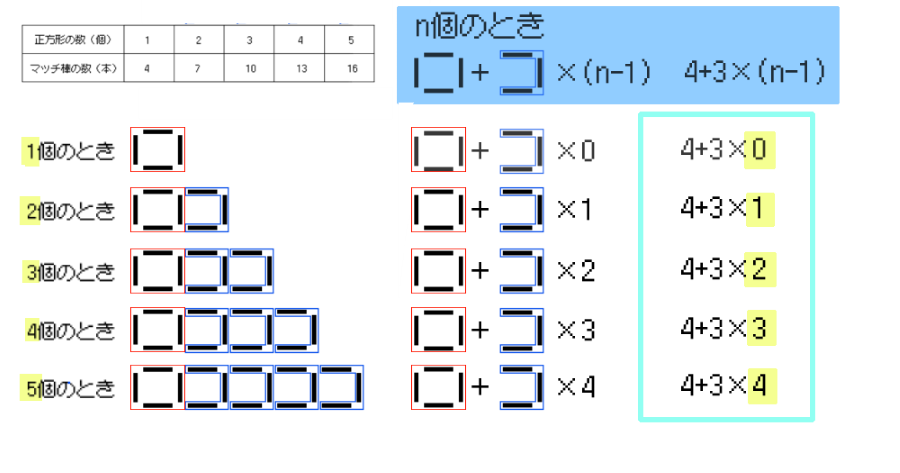 正方形の数（個） 1 2 3 4 5
マッチ棒の数（本） 4 7 10 13 16
n個のとき
+ ×(n-1) 4+3×(n-1)
1個のとき + ×0 4+3×0
2個のとき + ×1 4+3×1
3個のとき + ×2 4+3×2
4個のとき + ×3 4+3×3
5個のとき + ×4 4+3×4